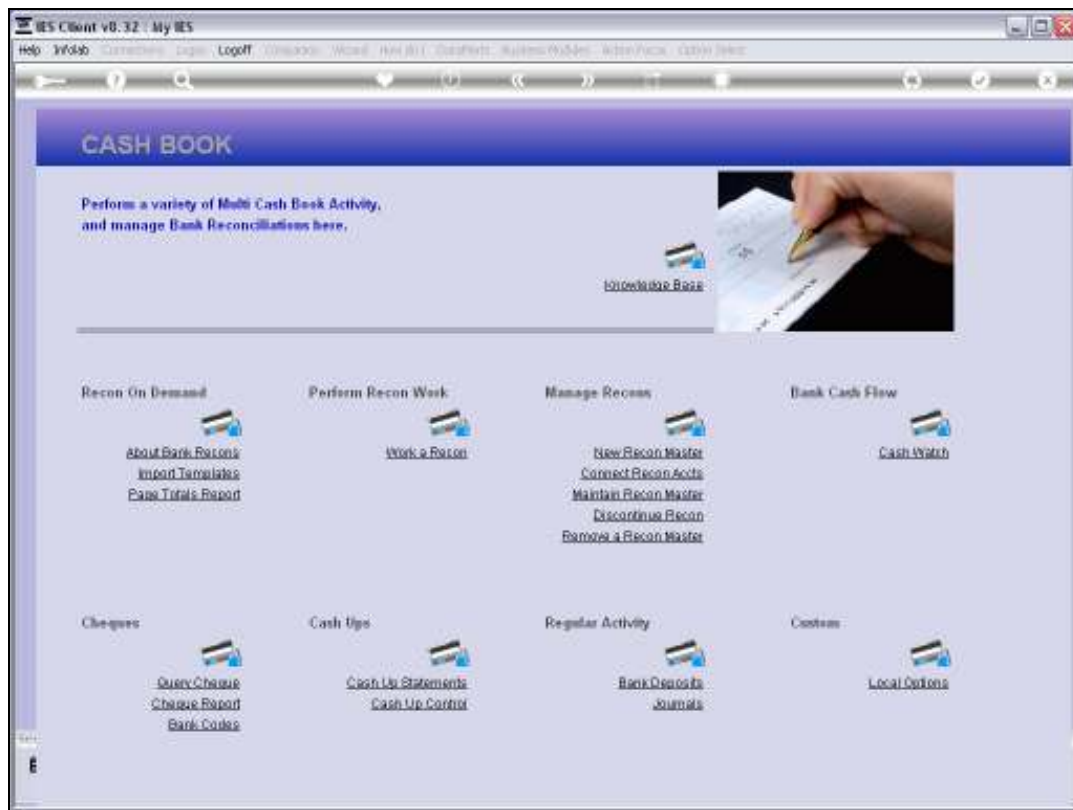 IES Client v8.32 : My IES
Help Infolab Logoff
CASH BOOK
Perform a variety of Multi Cash Book Activity,
and manage Bank Reconciliations here.
Knowledge Base
Recon On Demand
About Bank Recons
Import Templates
Page Totals Report
Perform Recon Work
Work a Recon
Manage Recons
New Recon Master
Connect Recon Accts
Maintain Recon Master
Discontinue Recon
Remove a Recon Master
Bank Cash Flow
Cash Watch
Cheques
Query Cheque
Cheque Report
Bank Codes
Cash Ups
Cash Up Statements
Cash Up Control
Regular Activity
Bank Deposits
Journals
Custom
Local Options